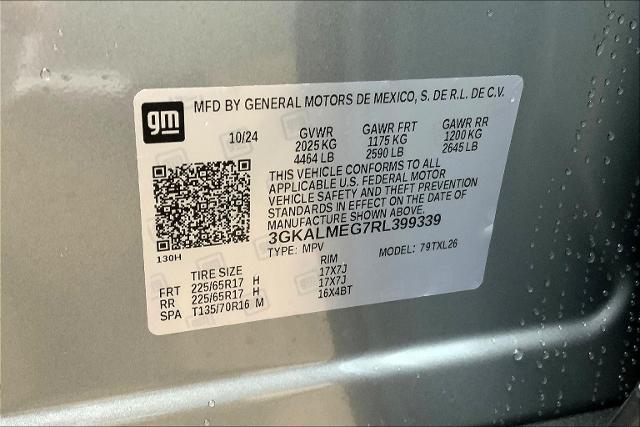 gm
MFD BY GENERAL MOTORS DE MEXICO, S. DE R.L. DE C.V.
10/24 GVWR GAWR FRT GAWR RR
2025 KG 1175 KG 1200 KG
4464 LB 2590 LB 2645 LB
THIS VEHICLE CONFORMS TO ALL
APPLICABLE U.S. FEDERAL MOTOR
VEHICLE SAFETY AND THEFT PREVENTION
STANDARDS IN EFFECT ON THE DATE OF
MANUFACTURE SHOWN ABOVE.
3GKALMEG7RL399339
130H
TYPE: MPV MODEL: 79TXL26
TIRE SIZE RIM
FRT 225/65R17 H 17X7J
RR 225/65R17 H 17X7J
SPA T135/70R16 M 16X4BT